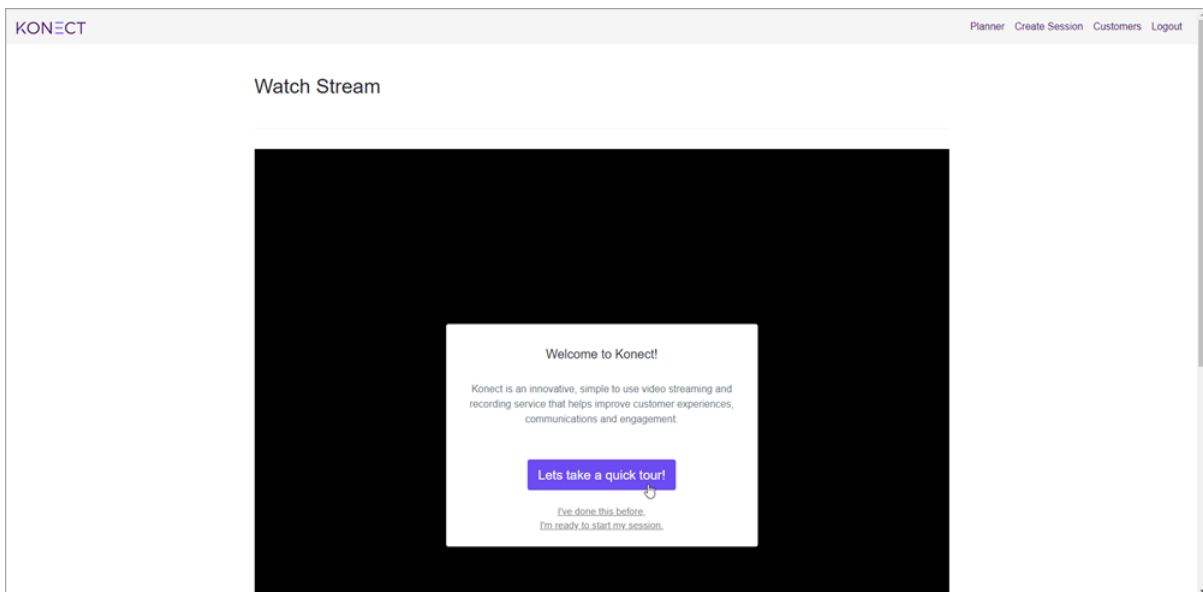 KONECT
Planner Create Session Customers Logout
Watch Stream
Welcome to Konect!
Konect is an innovative, simple to use video streaming and
recording service that helps improve customer experiences,
communications and engagement.
Lets take a quick tour!
I've done this before,
I'm ready to start my session.